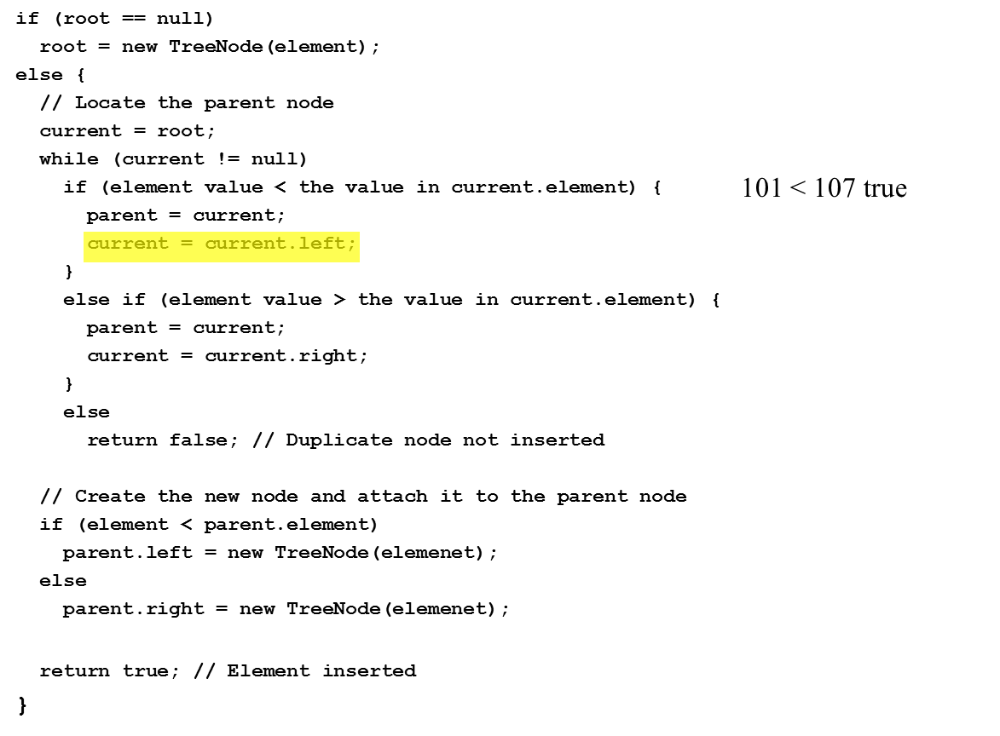 if (root == null)
root = new TreeNode(element);
else {
// Locate the parent node
current = root;
while (current != null)
if (element value < the value in current.element) {
101 < 107 true
parent = current;
current = current.left;
}
else if (element value > the value in current.element) {
parent = current;
current = current.right;
}
else
return false; // Duplicate node not inserted
// Create the new node and attach it to the parent node
if (element < parent.element)
parent.left = new TreeNode(elemenet);
else
parent.right = new TreeNode(elemenet);
return true; // Element inserted
}